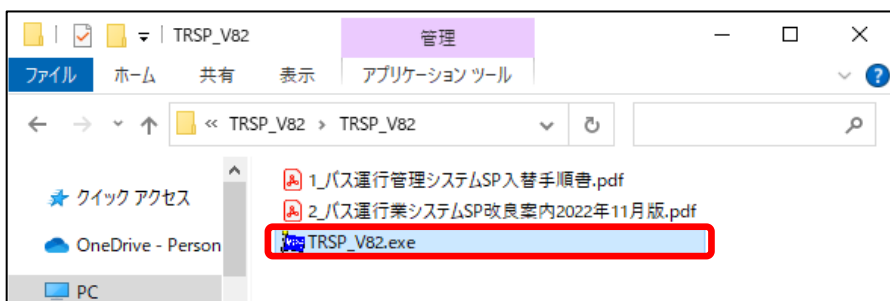 TRSP_V82
管理
ファイル ホーム 共有 表示 アプリケーション ツール
« TRSP_V82 › TRSP_V82
クイック アクセス
1_バス運行管理システムSP入替手順書.pdf
2_バス運行業システムSP改良案内2022年11月版.pdf
OneDrive - Person
TRSP_V82.exe
PC